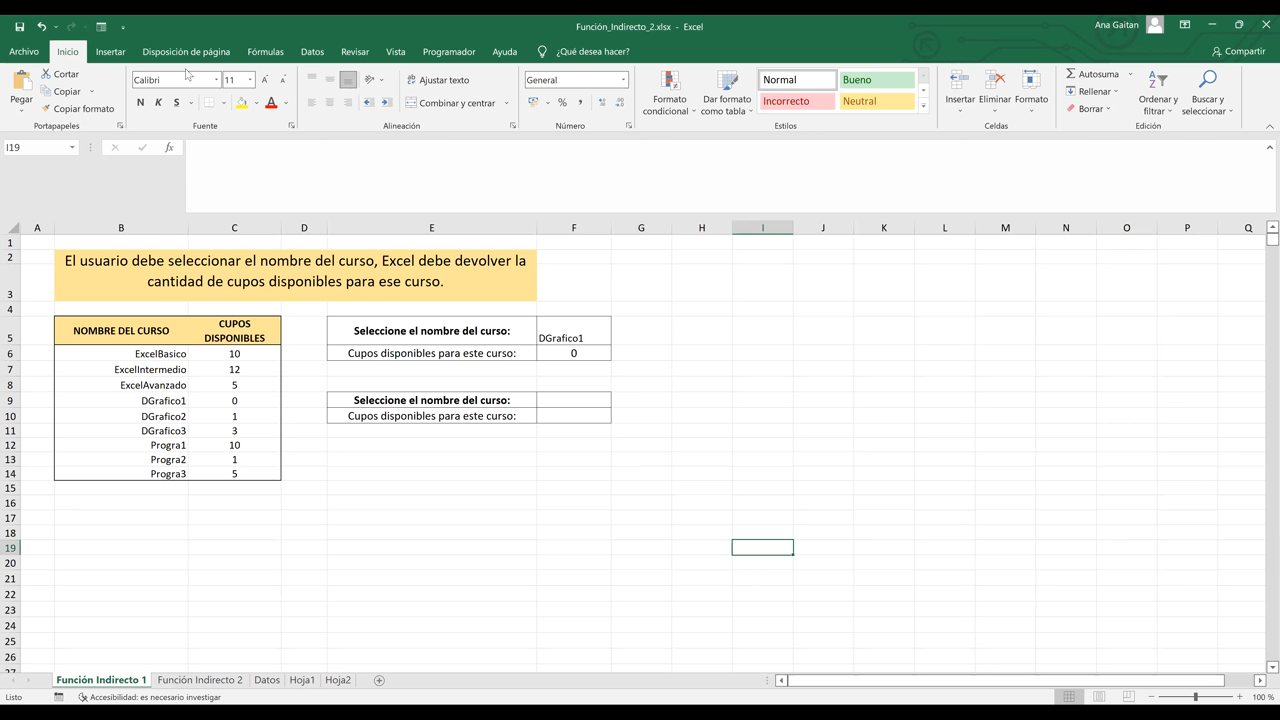 Función_Indirecto_2.xlsx - Excel
Ana Gaitan
Archivo Inicio Insertar Disposición de página Fórmulas Datos Revisar Vista Programador Ayuda ¿Qué desea hacer? Compartir
Pegar
Cortar
Copiar
Copiar formato
Portapapeles
Calibri 11
N K S
Fuente
Ajustar texto
Combinar y centrar
Alineación
General
% 
Número
Formato condicional
Dar formato como tabla
Normal Bueno
Incorrecto Neutral
Estilos
Insertar Eliminar Formato
Celdas
Autosuma
Rellenar
Borrar
Ordenar y filtrar
Buscar y seleccionar
Edición
I19 fx
A B C D E F G H I J K L M N O P Q
1
2 El usuario debe seleccionar el nombre del curso, Excel debe devolver la
3 cantidad de cupos disponibles para ese curso.
4
5 NOMBRE DEL CURSO CUPOS DISPONIBLES Seleccione el nombre del curso: DGrafico1
6 ExcelBasico 10 Cupos disponibles para este curso: 0
7 ExcelIntermedio 12
8 ExcelAvanzado 5
9 DGrafico1 0 Seleccione el nombre del curso:
10 DGrafico2 1 Cupos disponibles para este curso:
11 DGrafico3 3
12 Progra1 10
13 Progra2 1
14 Progra3 5
15
16
17
18
19
20
21
22
23
24
25
26
27
Función Indirecto 1 Función Indirecto 2 Datos Hoja1 Hoja2
Listo Accesibilidad: es necesario investigar 100 %